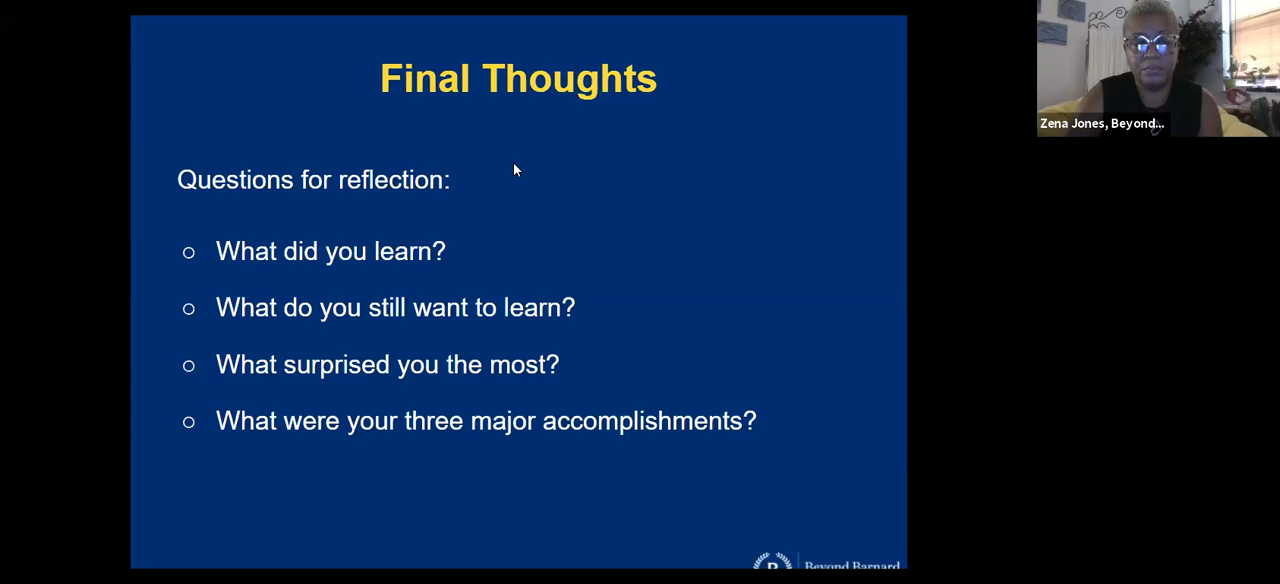 Final Thoughts
Questions for reflection:
What did you learn?
What do you still want to learn?
What surprised you the most?
What were your three major accomplishments?
Zena Jones, Beyond...
B
Beyond Barnard